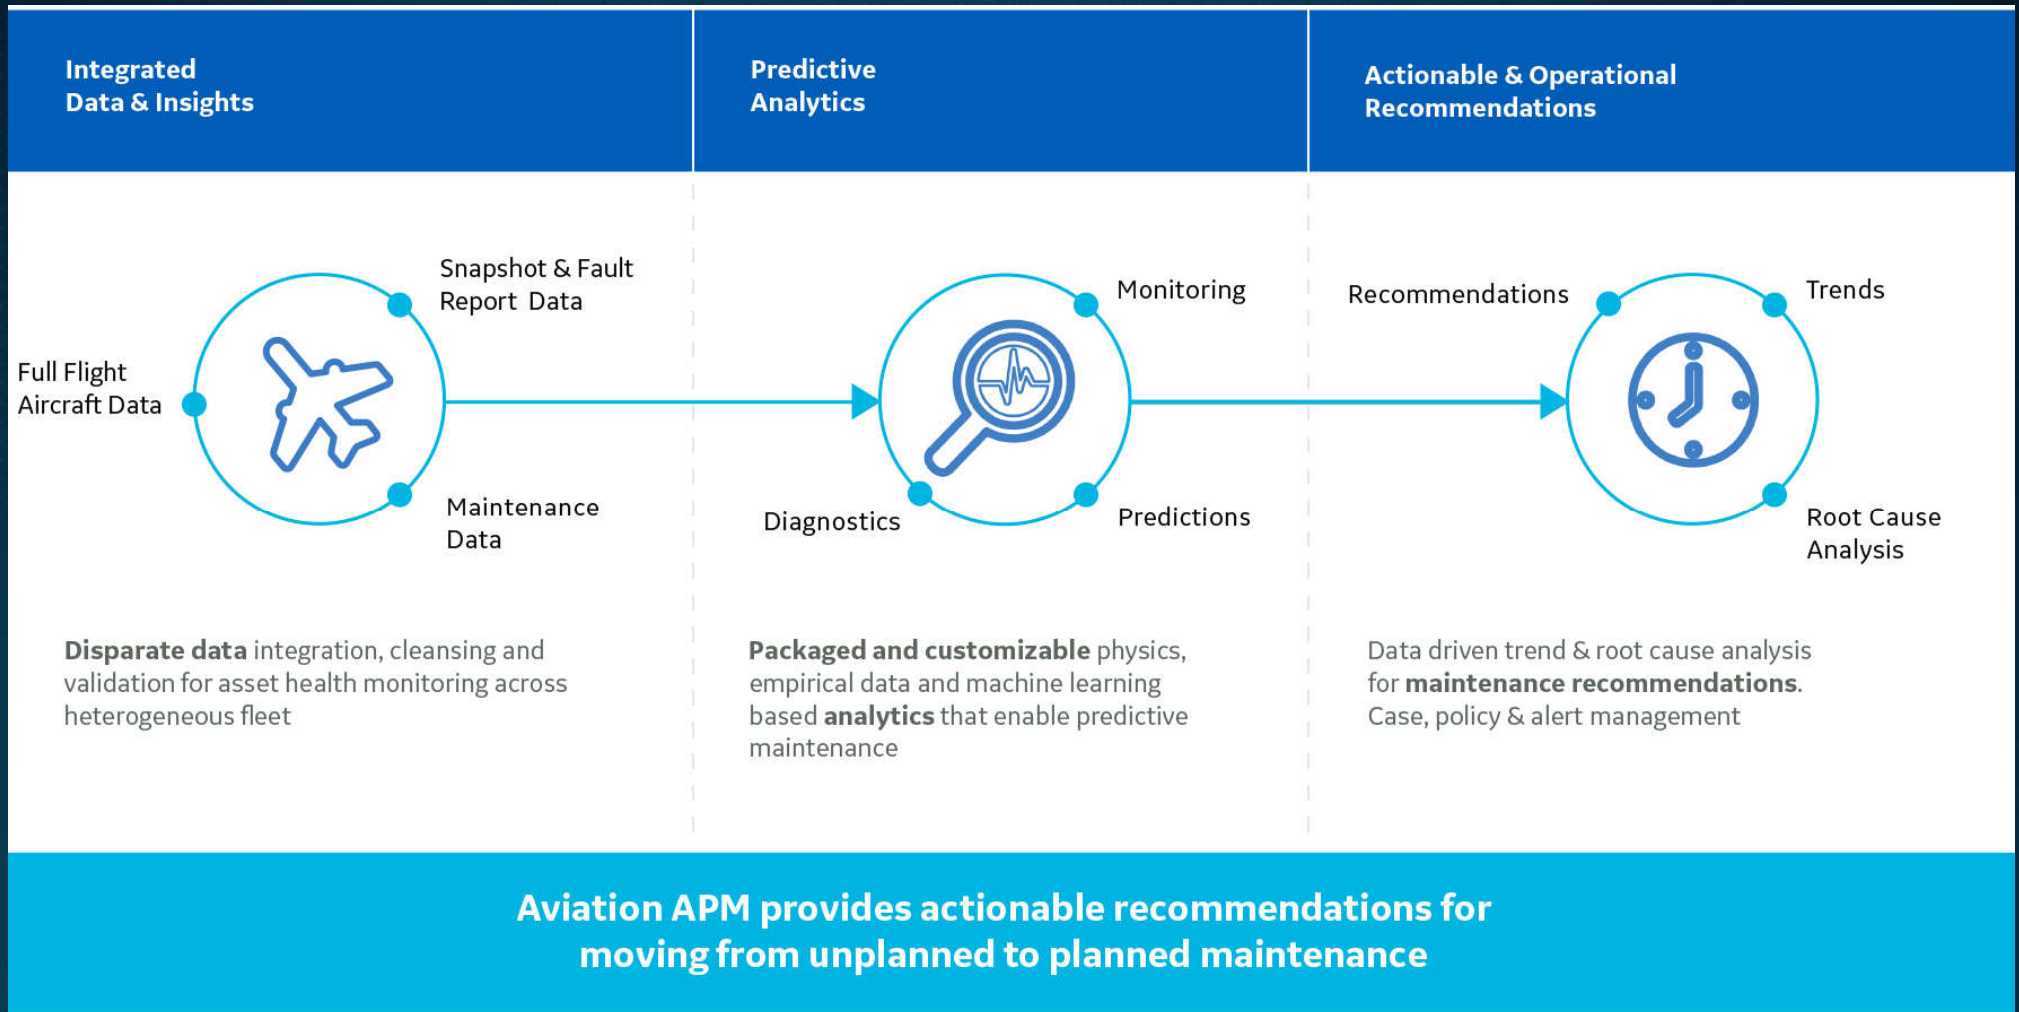 Integrated
Data & Insights
Predictive
Analytics
Actionable & Operational
Recommendations
Full Flight
Aircraft Data
Snapshot & Fault
Report Data
Maintenance
Data
Monitoring
Diagnostics
Predictions
Recommendations
Trends
Root Cause
Analysis
Disparate data integration, cleansing and
validation for asset health monitoring across
heterogeneous fleet
Packaged and customizable physics,
empirical data and machine learning
based analytics that enable predictive
maintenance
Data driven trend & root cause analysis
for maintenance recommendations.
Case, policy & alert management
Aviation APM provides actionable recommendations for
moving from unplanned to planned maintenance